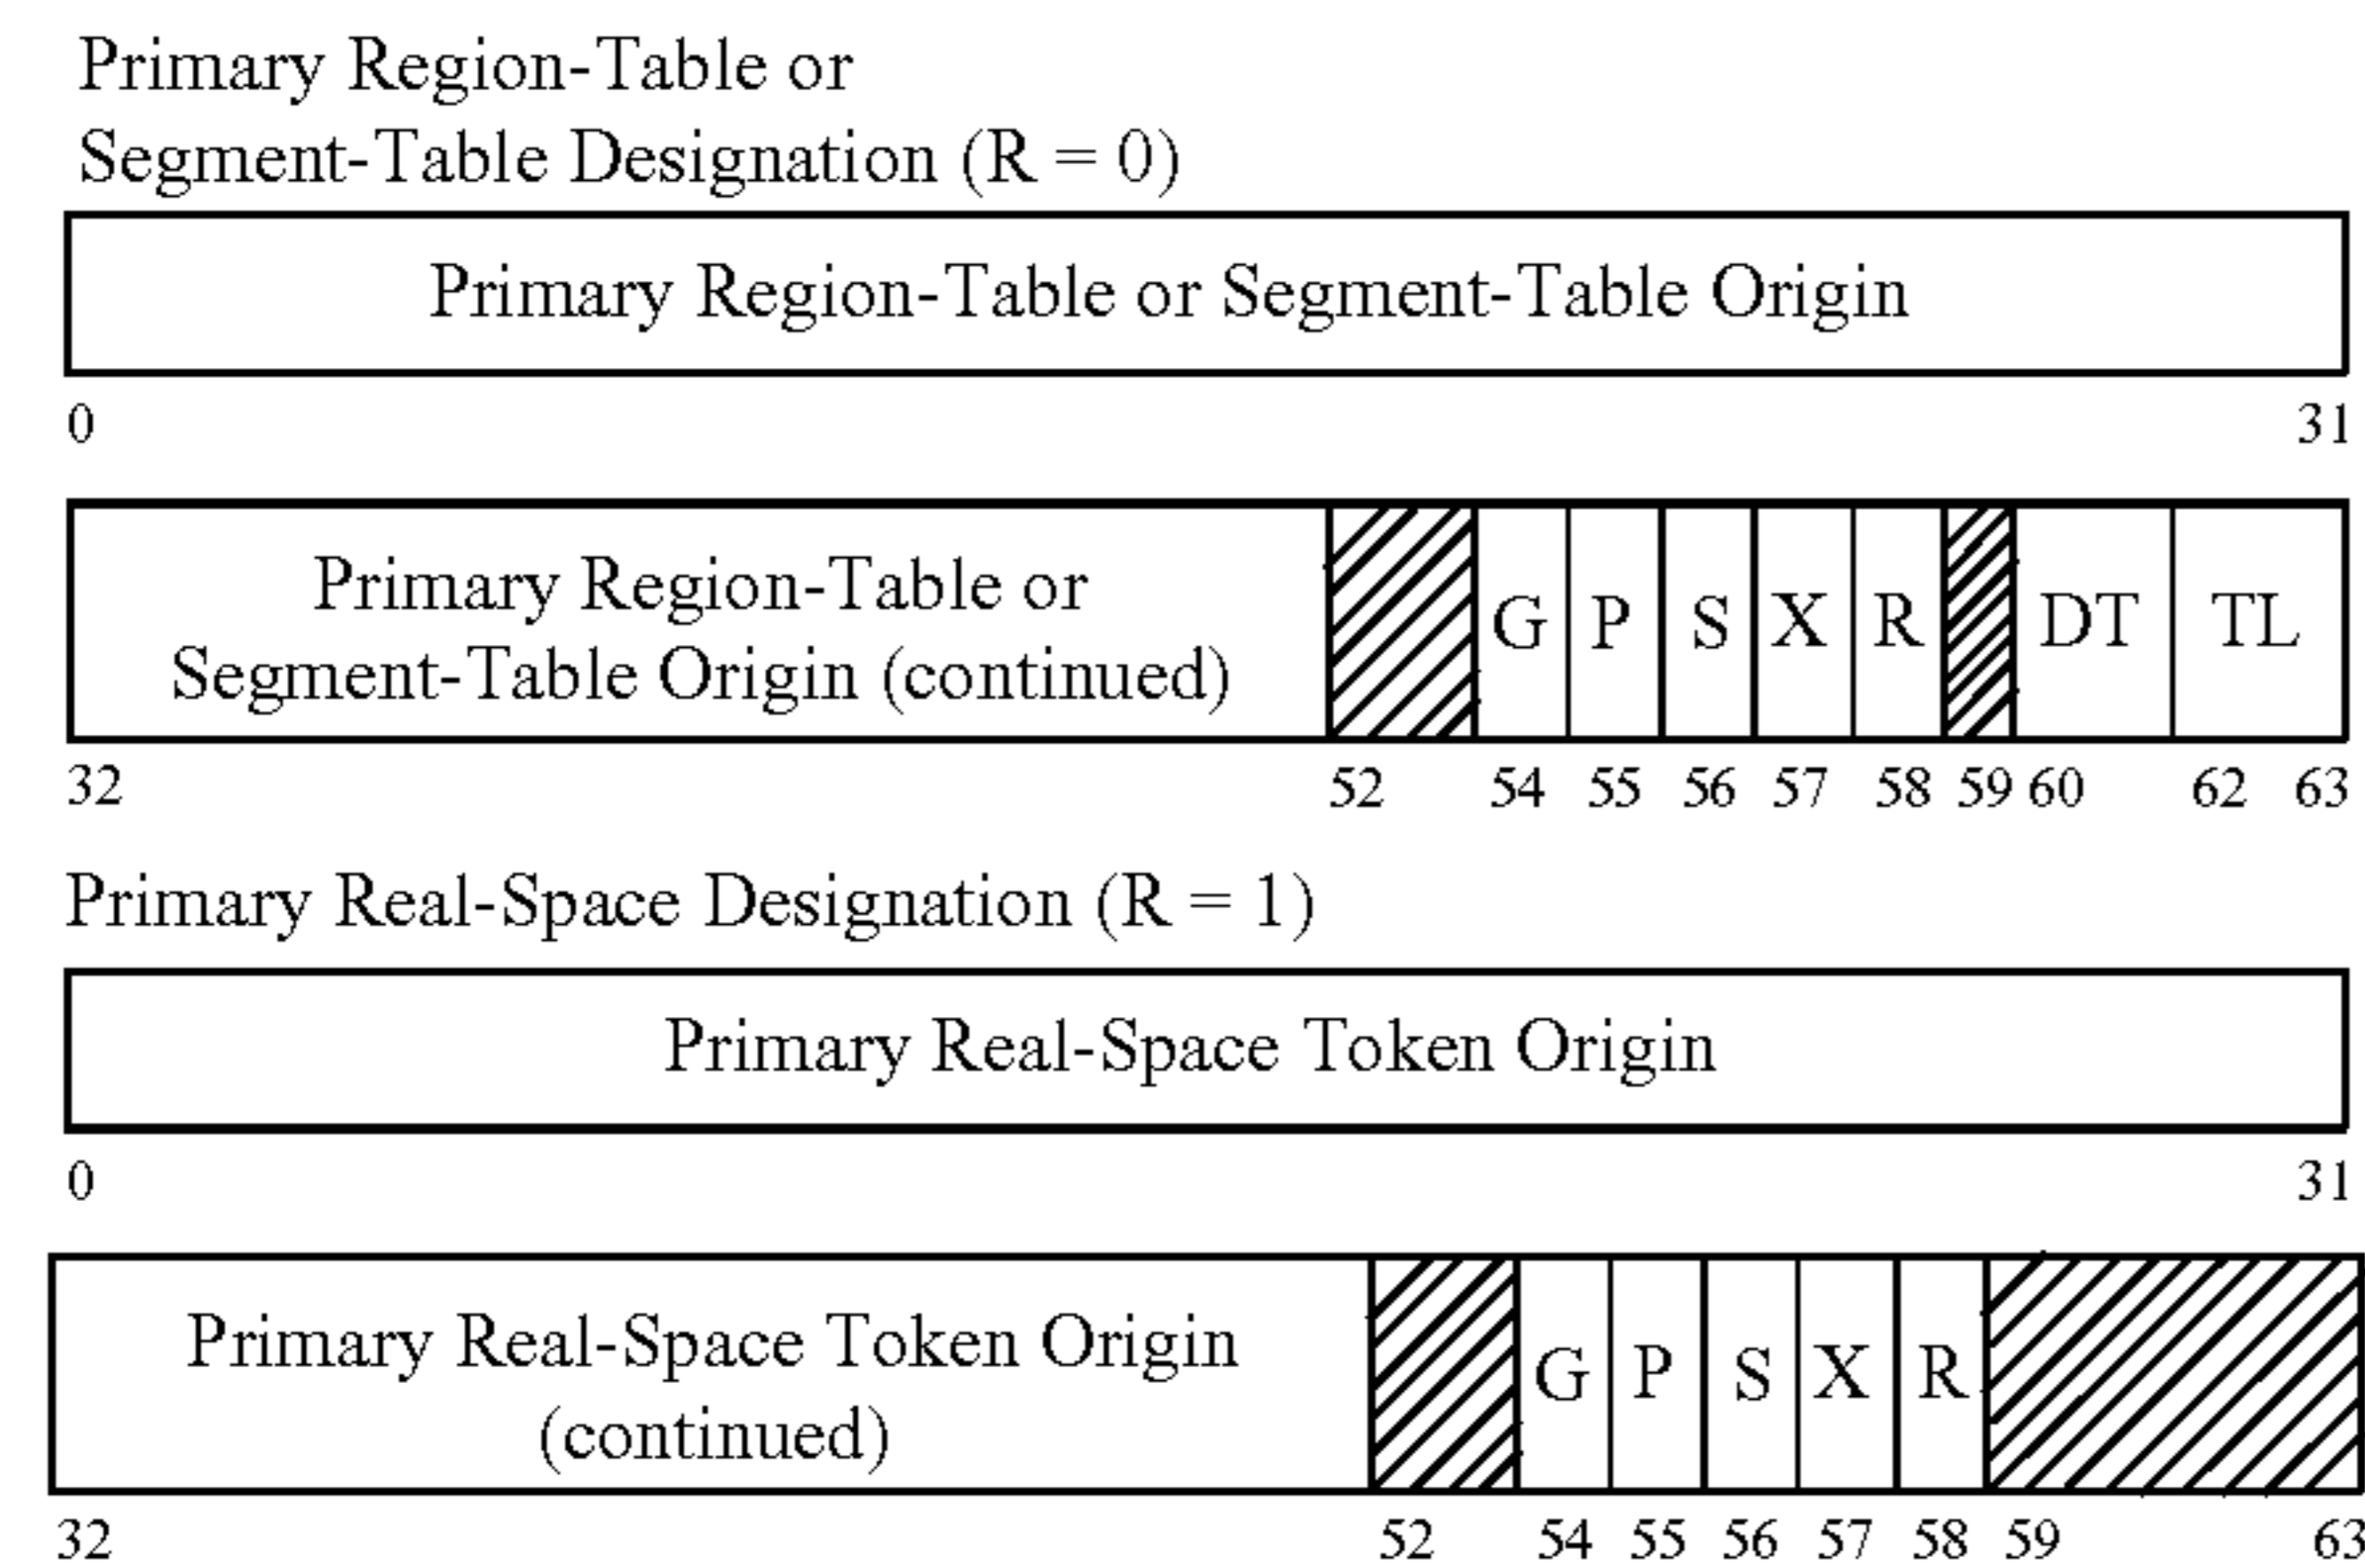 Primary Region-Table or
Segment-Table Designation (R = 0)
Primary Region-Table or Segment-Table Origin
0 31
Primary Region-Table or
Segment-Table Origin (continued)
G P S X R DT TL
32 52 54 55 56 57 58 59 60 62 63
Primary Real-Space Designation (R = 1)
Primary Real-Space Token Origin
0 31
Primary Real-Space Token Origin
(continued)
G P S X R
32 52 54 55 56 57 58 59 63